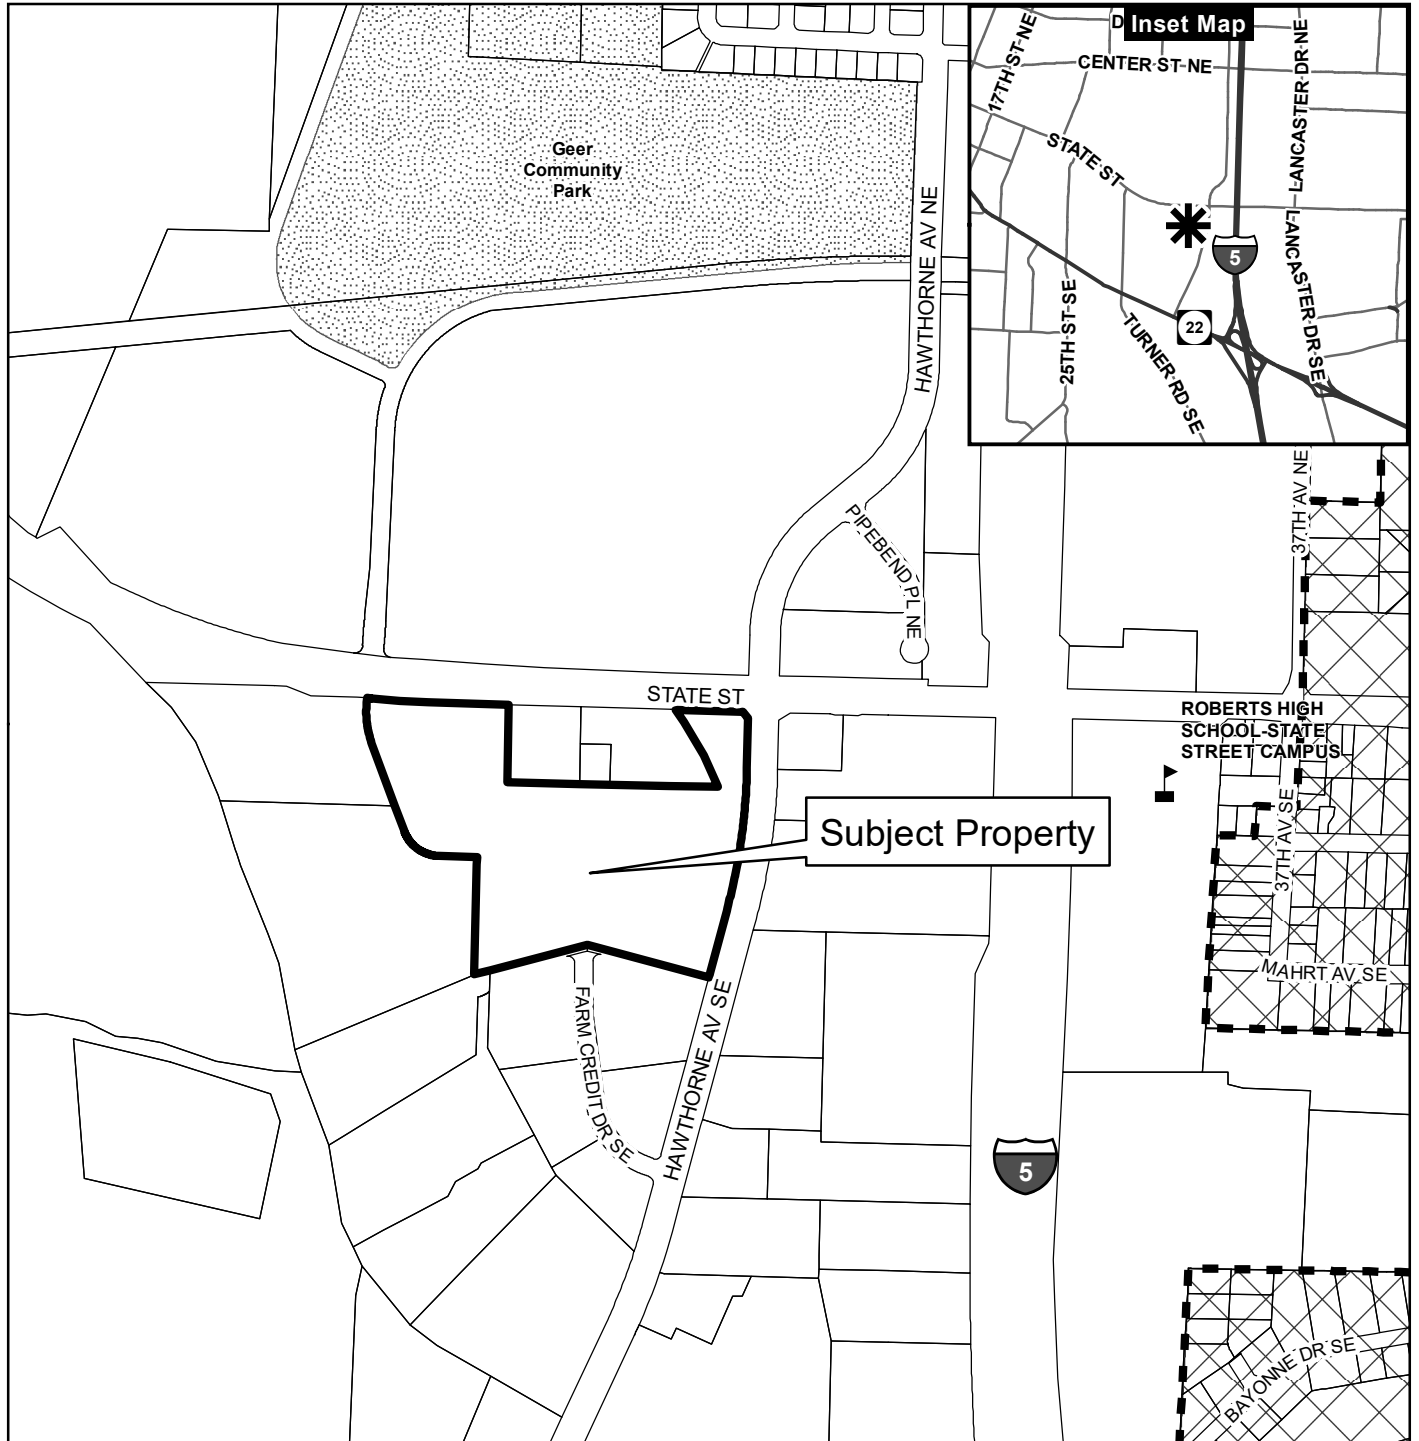 Inset Map
D
17TH ST NE
CENTER ST NE
LANCASTER DR NE
STATE ST
5
22
25TH ST SE
TURNER RD SE
LANCASTER DR SE
Geer
Community
Park
HAWTHORNE AV NE
37TH AV NE
PIPEBEND PL NE
STATE ST
ROBERTS HIGH
SCHOOL-STATE
STREET CAMPUS
37TH AV SE
Subject Property
MAHRT AV SE
FARM CREDIT DR SE
HAWTHORNE AV SE
5
BAYONNE DR SE